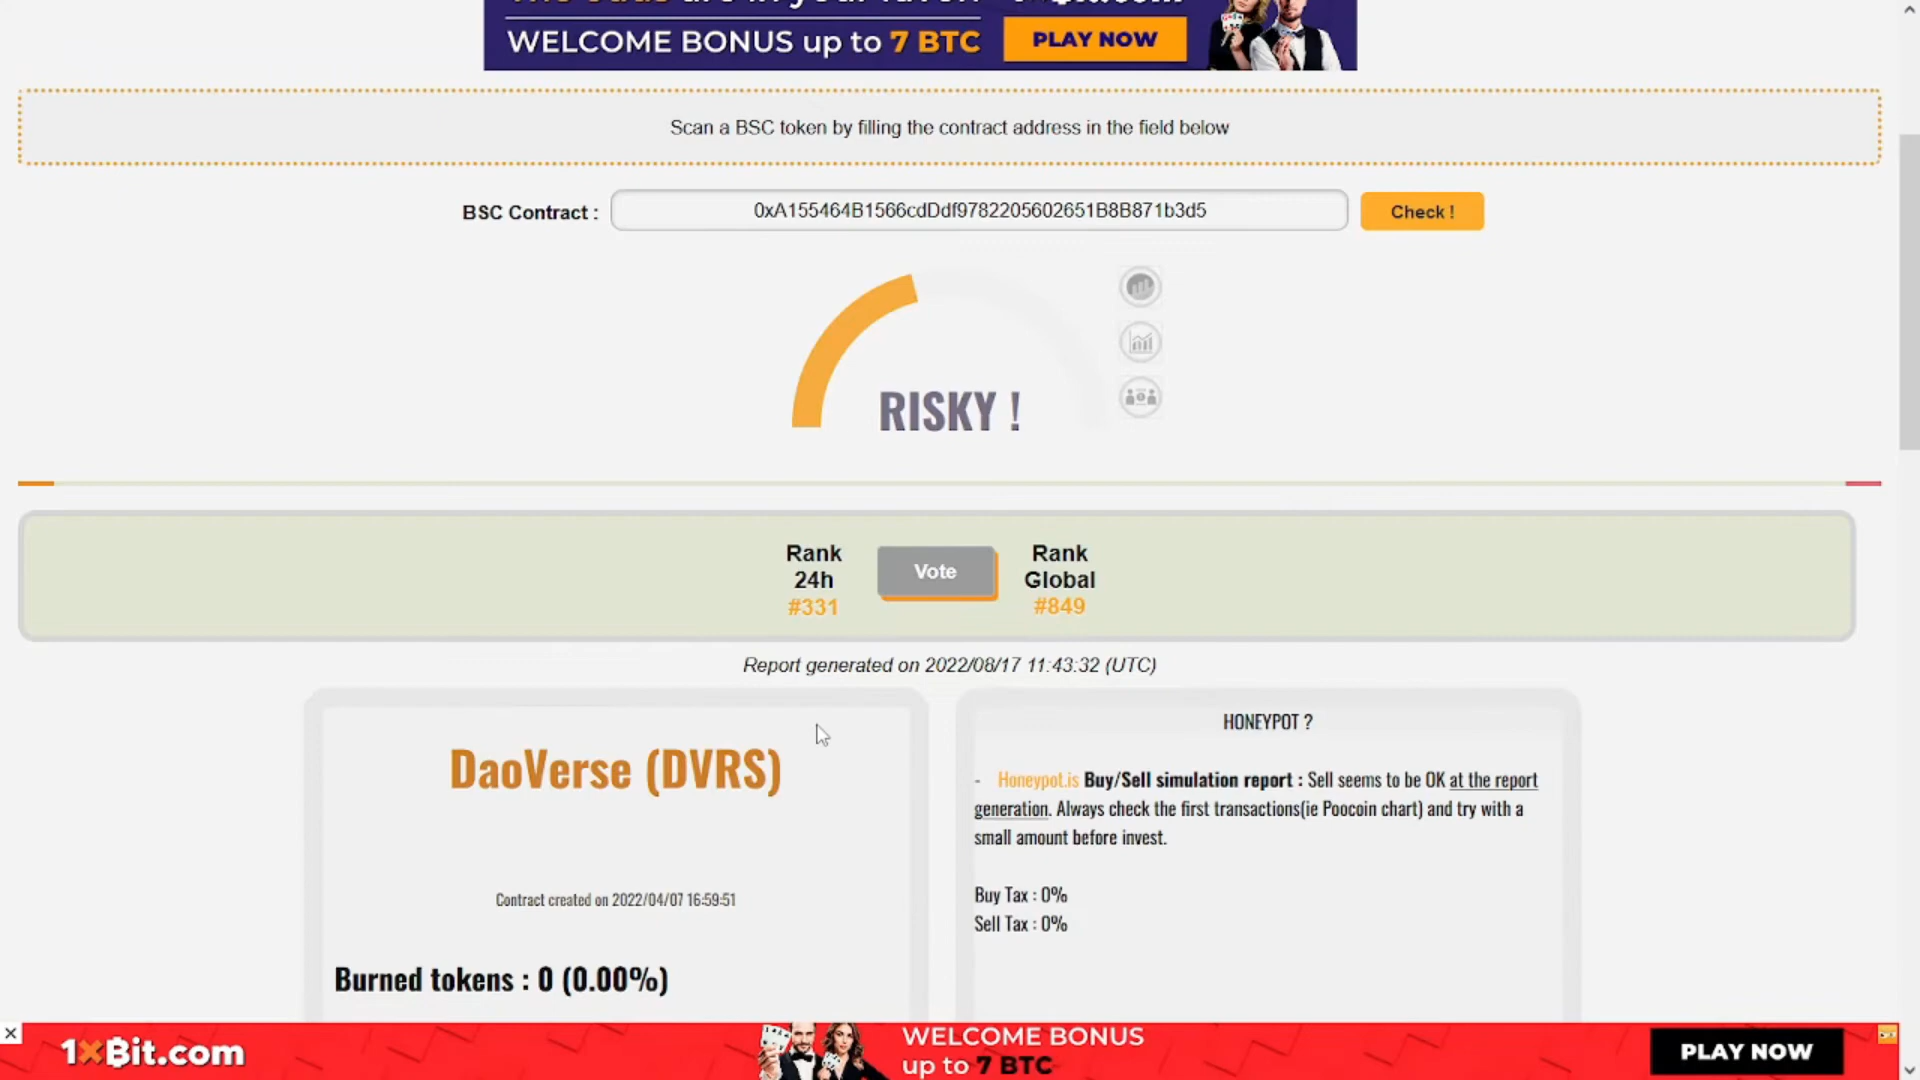 WELCOME BONUS up to 7 BTC
PLAY NOW
Scan a BSC token by filling the contract address in the field below
BSC Contract :
0xA155464B1566cdDdf9782205602651B8B871b3d5
Check !
RISKY !
Rank
24h
#331
Vote
Rank
Global
#849
Report generated on 2022/08/17 11:43:32 (UTC)
DaoVerse (DVRS)
Contract created on 2022/04/07 16:59:51
Burned tokens : 0 (0.00%)
HONEYPOT ?
- Honeypot.is Buy/Sell simulation report : Sell seems to be OK at the report
generation. Always check the first transactions(ie Poocoin chart) and try with a
small amount before invest.
Buy Tax : 0%
Sell Tax : 0%
1xBit.com
WELCOME BONUS
up to 7 BTC
PLAY NOW